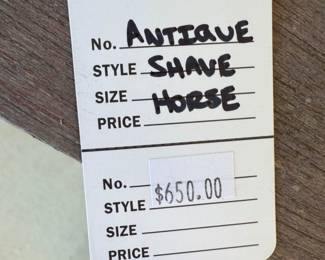 No. ANTIQUE
STYLE SHAVE
SIZE HORSE
PRICE
No.
STYLE $650.00
SIZE
PRICE